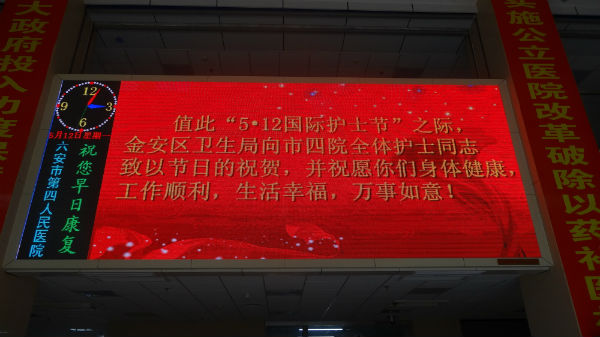 大政府投入力度
12
9
3
6
5月12日星期一
六安市第四人民医院
祝您早日康复
值此“5•12国际护士节”之际，
金安区卫生局向市四院全体护士同志
致以节日的祝贺，并祝愿你们身体健康，
工作顺利，生活幸福，万事如意！
实施公立医院改革破除以药补医